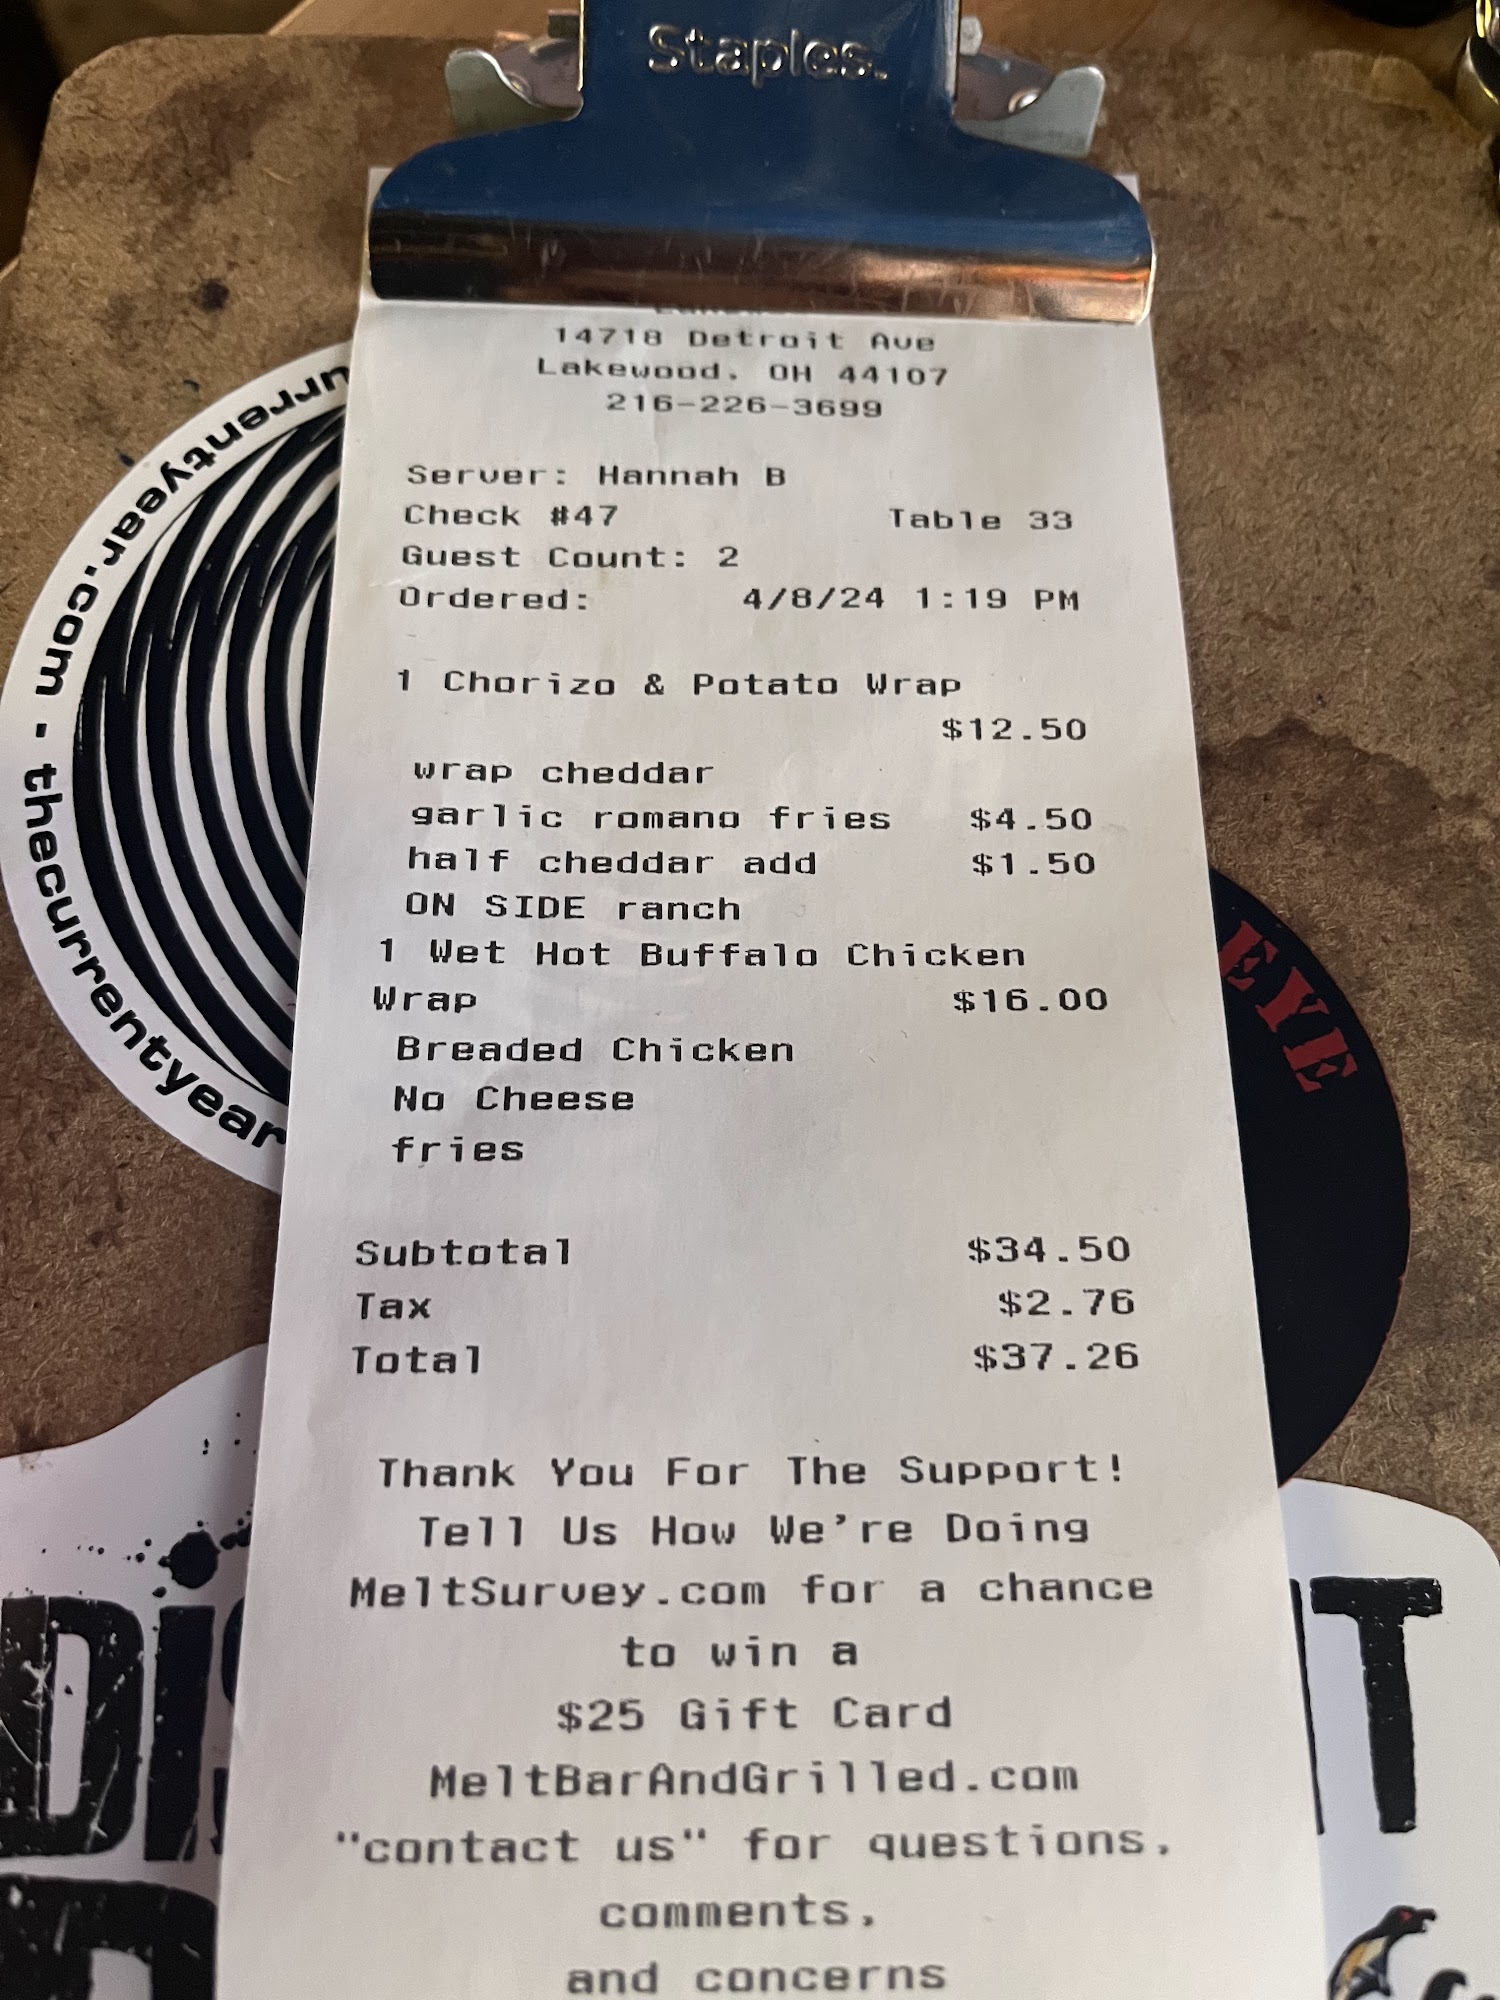 Staples.
14718 Detroit Ave
Lakewood, OH 44107
216-226-3699
Server: Hannah B
Check #47 Table 33
Guest Count: 2
Ordered: 4/8/24 1:19 PM
1 Chorizo & Potato Wrap
$12.50
wrap cheddar
garlic romano fries $4.50
half cheddar add $1.50
ON SIDE ranch
1 Wet Hot Buffalo Chicken
Wrap $16.00
Breaded Chicken
No Cheese
fries
Subtotal $34.50
Tax $2.76
Total $37.26
Thank You For The Support!
Tell Us How We're Doing
MeltSurvey.com for a chance
to win a
$25 Gift Card
MeltBarAndGrilled.com
"contact us" for questions,
comments,
and concerns
urrentyear.com - thecurrentyear
EYE